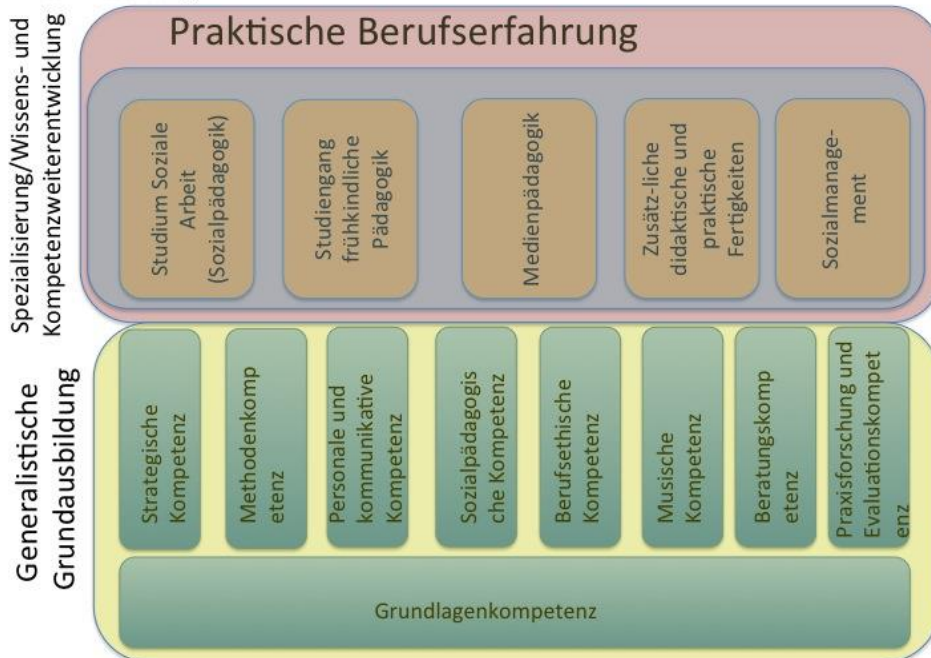 Spezialisierung/Wissens- und
Kompetenzweiterentwicklung
Praktische Berufserfahrung
Studium Soziale
Arbeit
(Sozialpädagogik)
Studiengang
frühkindliche
Pädagogik
Medienpädagogik
Zusätz-liche
didaktische und
praktische
Fertigkeiten
Sozialmanage-
ment
Generalistische
Grundausbildung
Strategische
Kompetenz
Methodenkomp
etenz
Personale und
kommunikative
Kompetenz
Sozialpädagogis
che Kompetenz
Berufsethische
Kompetenz
Musische
Kompetenz
Beratungskomp
etenz
Praxisforschung und
Evaluationskompet
enz
Grundlagenkompetenz